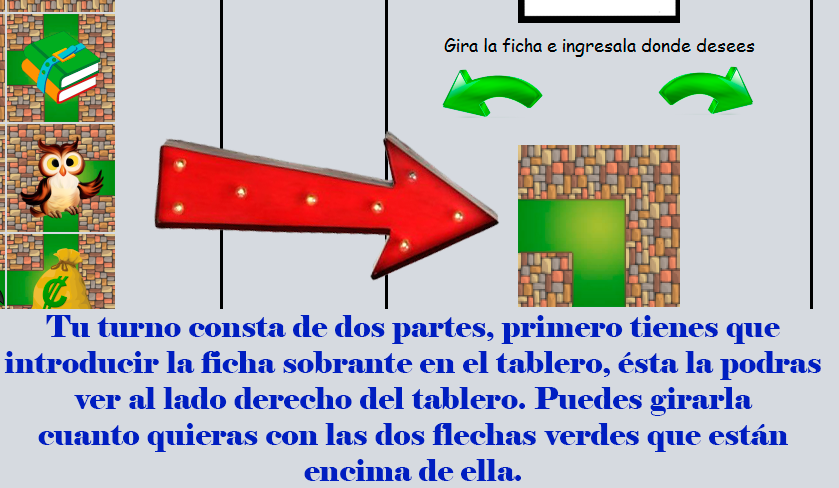 Gira la ficha e ingresala donde desees
Tu turno consta de dos partes, primero tienes que
introducir la ficha sobrante en el tablero, ésta la podras
ver al lado derecho del tablero. Puedes girarla
cuanto quieras con las dos flechas verdes que están
encima de ella.